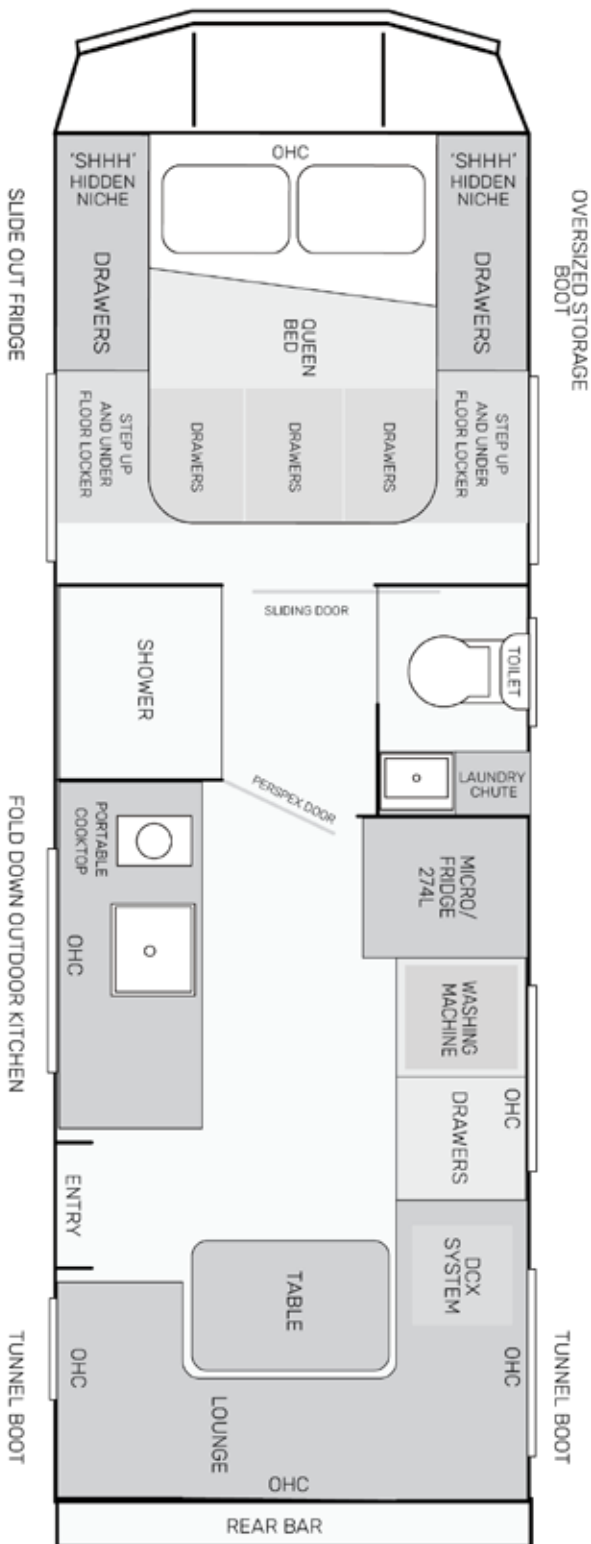 OHC
'SHHH'
HIDDEN
NICHE
DRAWERS
'SHHH'
HIDDEN
NICHE
DRAWERS
SLIDE OUT FRIDGE
OVERSIZED STORAGE
BOOT
QUEEN
BED
STEP UP
AND UNDER
FLOOR LOCKER
DRAWERS
DRAWERS
DRAWERS
STEP UP
AND UNDER
FLOOR LOCKER
SLIDING DOOR
SHOWER
TOILET
PERSPEX DOOR
LAUNDRY
CHUTE
FOLD DOWN OUTDOOR KITCHEN
PORTABLE
COOKTOP
OHC
MICRO/
FRIDGE
274L
WASHING
MACHINE
OHC
DRAWERS
ENTRY
DCX
SYSTEM
TABLE
TUNNEL BOOT
OHC
OHC
TUNNEL BOOT
LOUNGE
OHC
REAR BAR